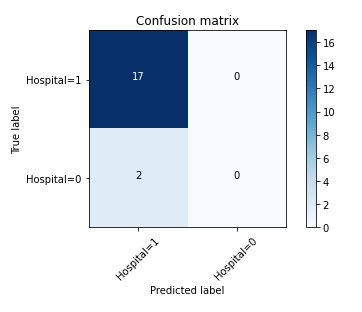 Confusion matrix
True label
Hospital=1
17
0
Hospital=0
2
0
Hospital=1
Hospital=0
Predicted label
16
14
12
10
8
6
4
2
0